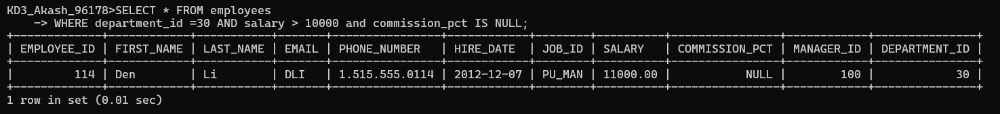 KD3_Akash_96178>SELECT * FROM employees
    -> WHERE department_id =30 AND salary > 10000 and commission_pct IS NULL;
+-------------+------------+-----------+-------+----------------+------------+--------+----------+----------------+------------+---------------+
| EMPLOYEE_ID | FIRST_NAME | LAST_NAME | EMAIL | PHONE_NUMBER   | HIRE_DATE  | JOB_ID | SALARY   | COMMISSION_PCT | MANAGER_ID | DEPARTMENT_ID |
+-------------+------------+-----------+-------+----------------+------------+--------+----------+----------------+------------+---------------+
|         114 | Den        | Li        | DLI   | 1.515.555.0114 | 2012-12-07 | PU_MAN | 11000.00 |           NULL |        100 |            30 |
+-------------+------------+-----------+-------+----------------+------------+--------+----------+----------------+------------+---------------+
1 row in set (0.01 sec)